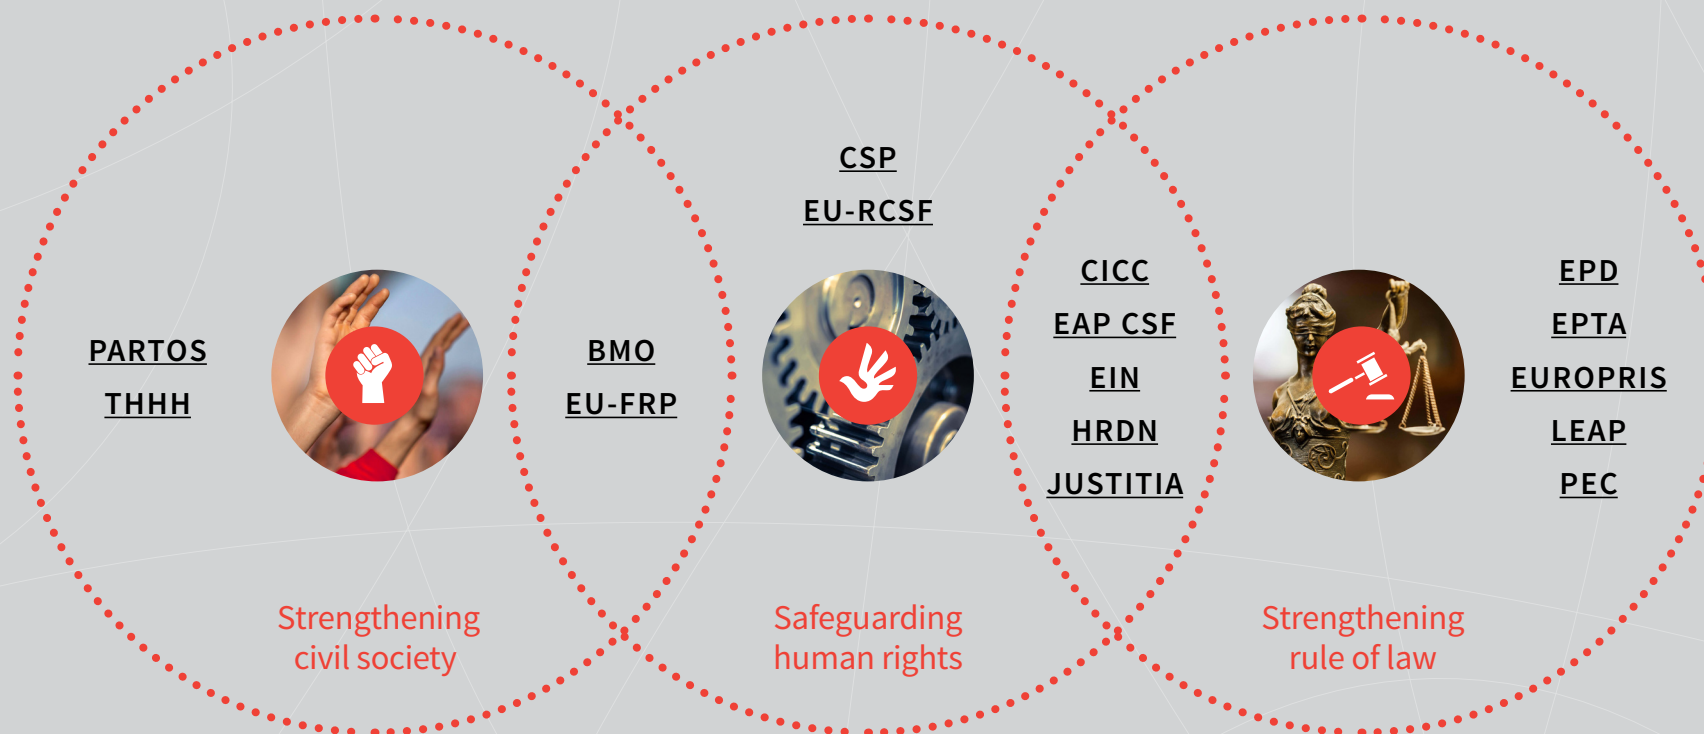 PARTOS
THHH
Strengthening
civil society
BMO
EU-FRP
CSP
EU-RCSF
Safeguarding
human rights
CICC
EAP CSF
EIN
HRDN
JUSTITIA
Strengthening
rule of law
EPD
EPTA
EUROPRIS
LEAP
PEC